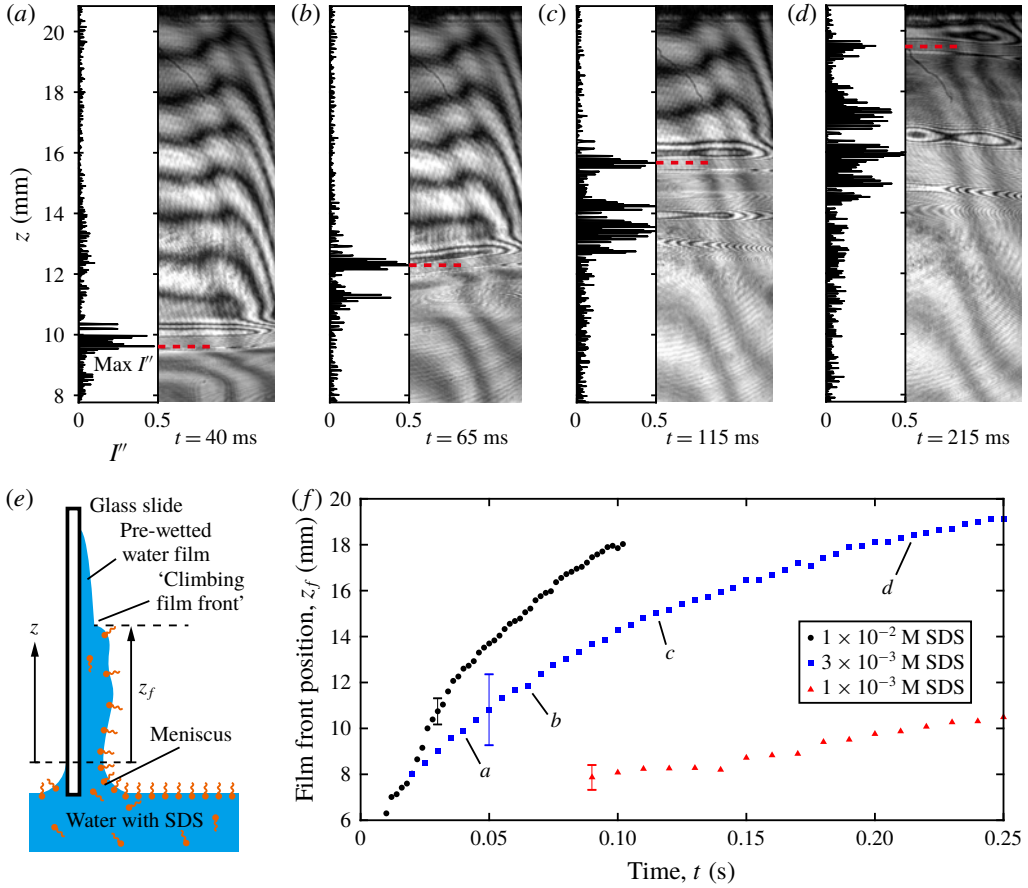 (a)
(b)
(c)
(d)
20
18
16
14
12
10
8
z (mm)
Max I″
0
0.5
0
0.5
0
0.5
0
0.5
I″
t = 40 ms
t = 65 ms
t = 115 ms
t = 215 ms
(e)
Glass slide
Pre-wetted
water film
‘Climbing
film front’
z
z_f
Meniscus
Water with SDS
(f)
20
18
16
14
12
10
8
6
Film front position, z_f (mm)
a
b
c
d
1 × 10⁻² M SDS
3 × 10⁻³ M SDS
1 × 10⁻³ M SDS
0
0.05
0.10
0.15
0.20
0.25
Time, t (s)